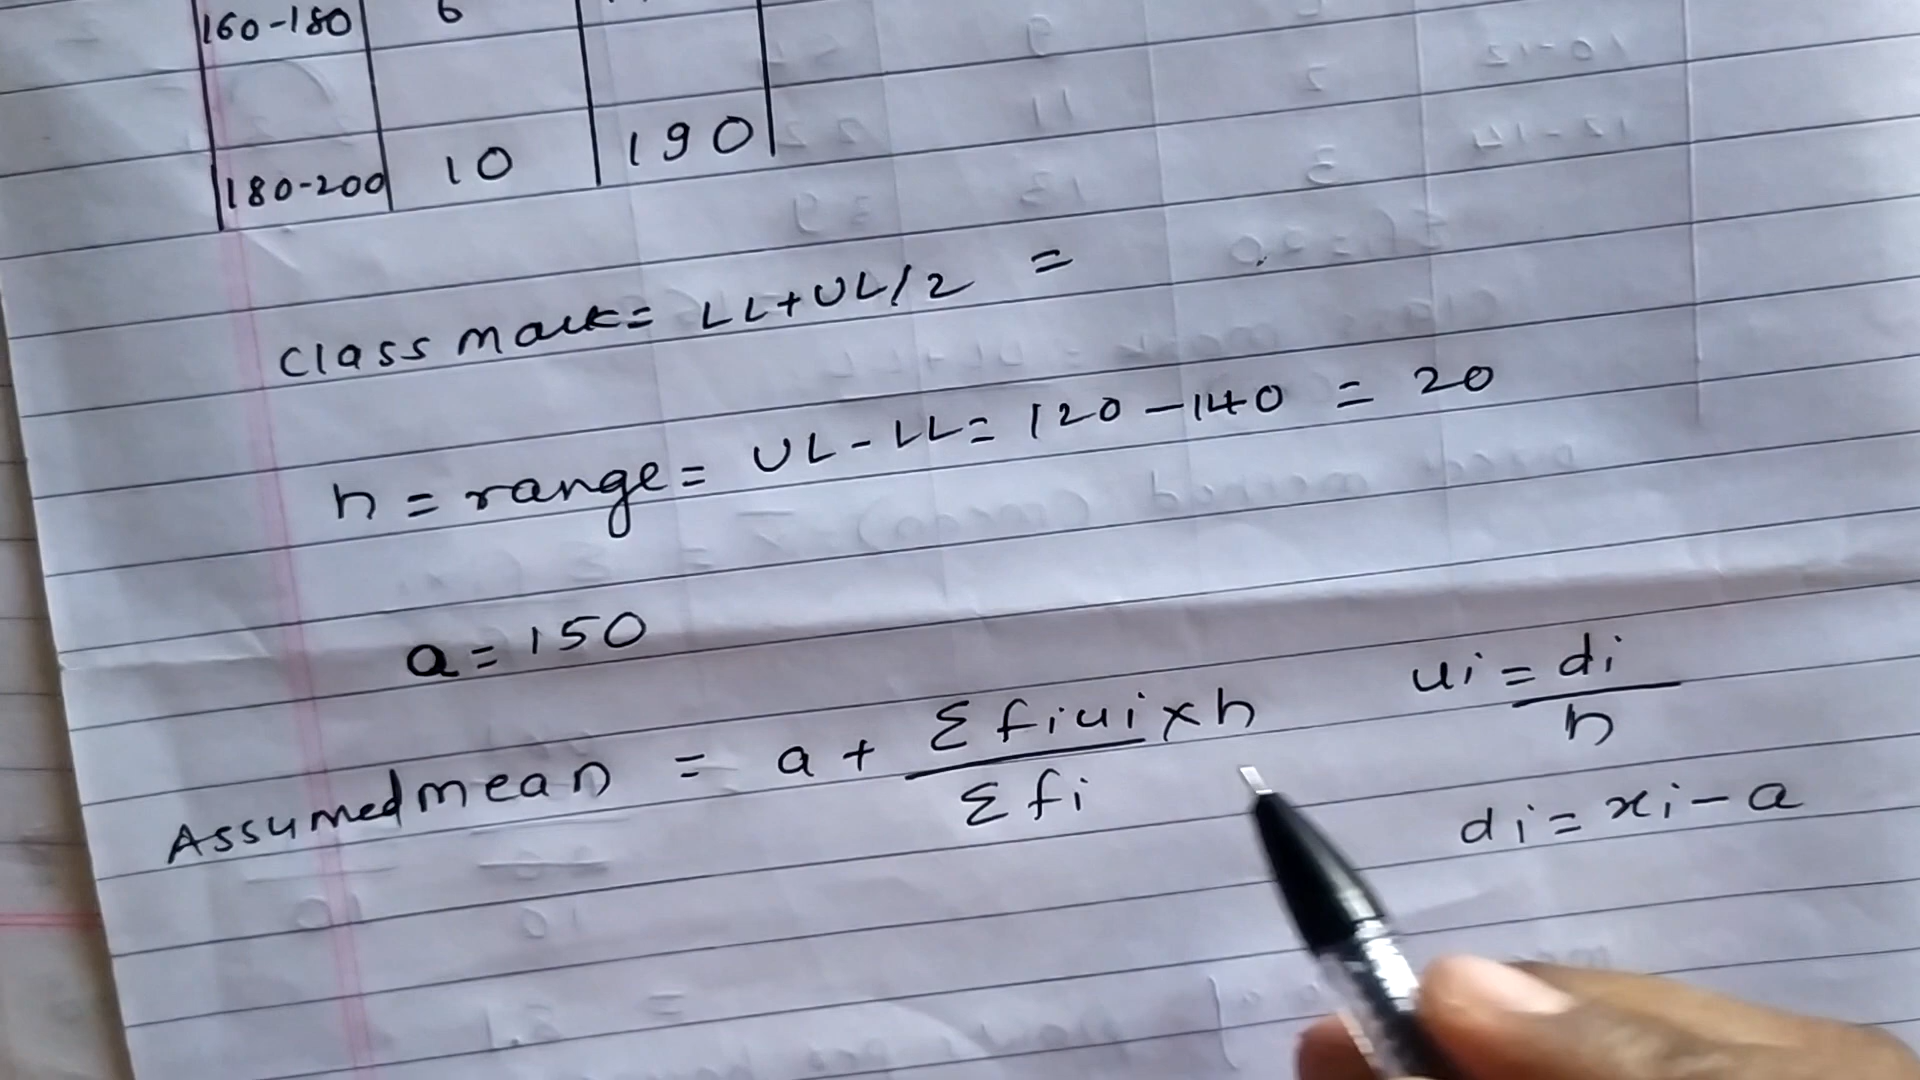 160-180 6
180-200 10 190
Class mark= LL+UL/2 =
h = range= UL-LL= 120-140 = 20
a=150
ui = di/h
Assumed mean = a + Σfiui/Σfi × h
di = xi-a